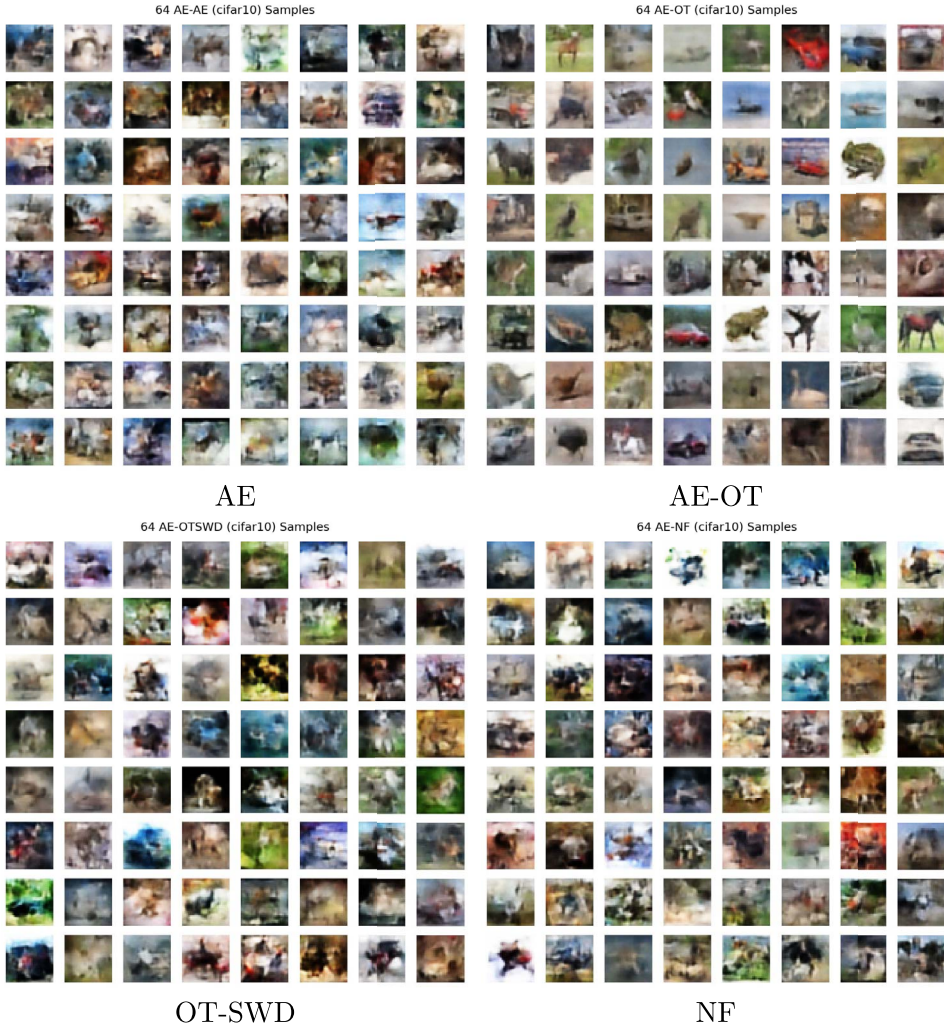 64 AE-AE (cifar10) Samples
64 AE-OT (cifar10) Samples
AE
AE-OT
64 AE-OTSWD (cifar10) Samples
64 AE-NF (cifar10) Samples
OT-SWD
NF